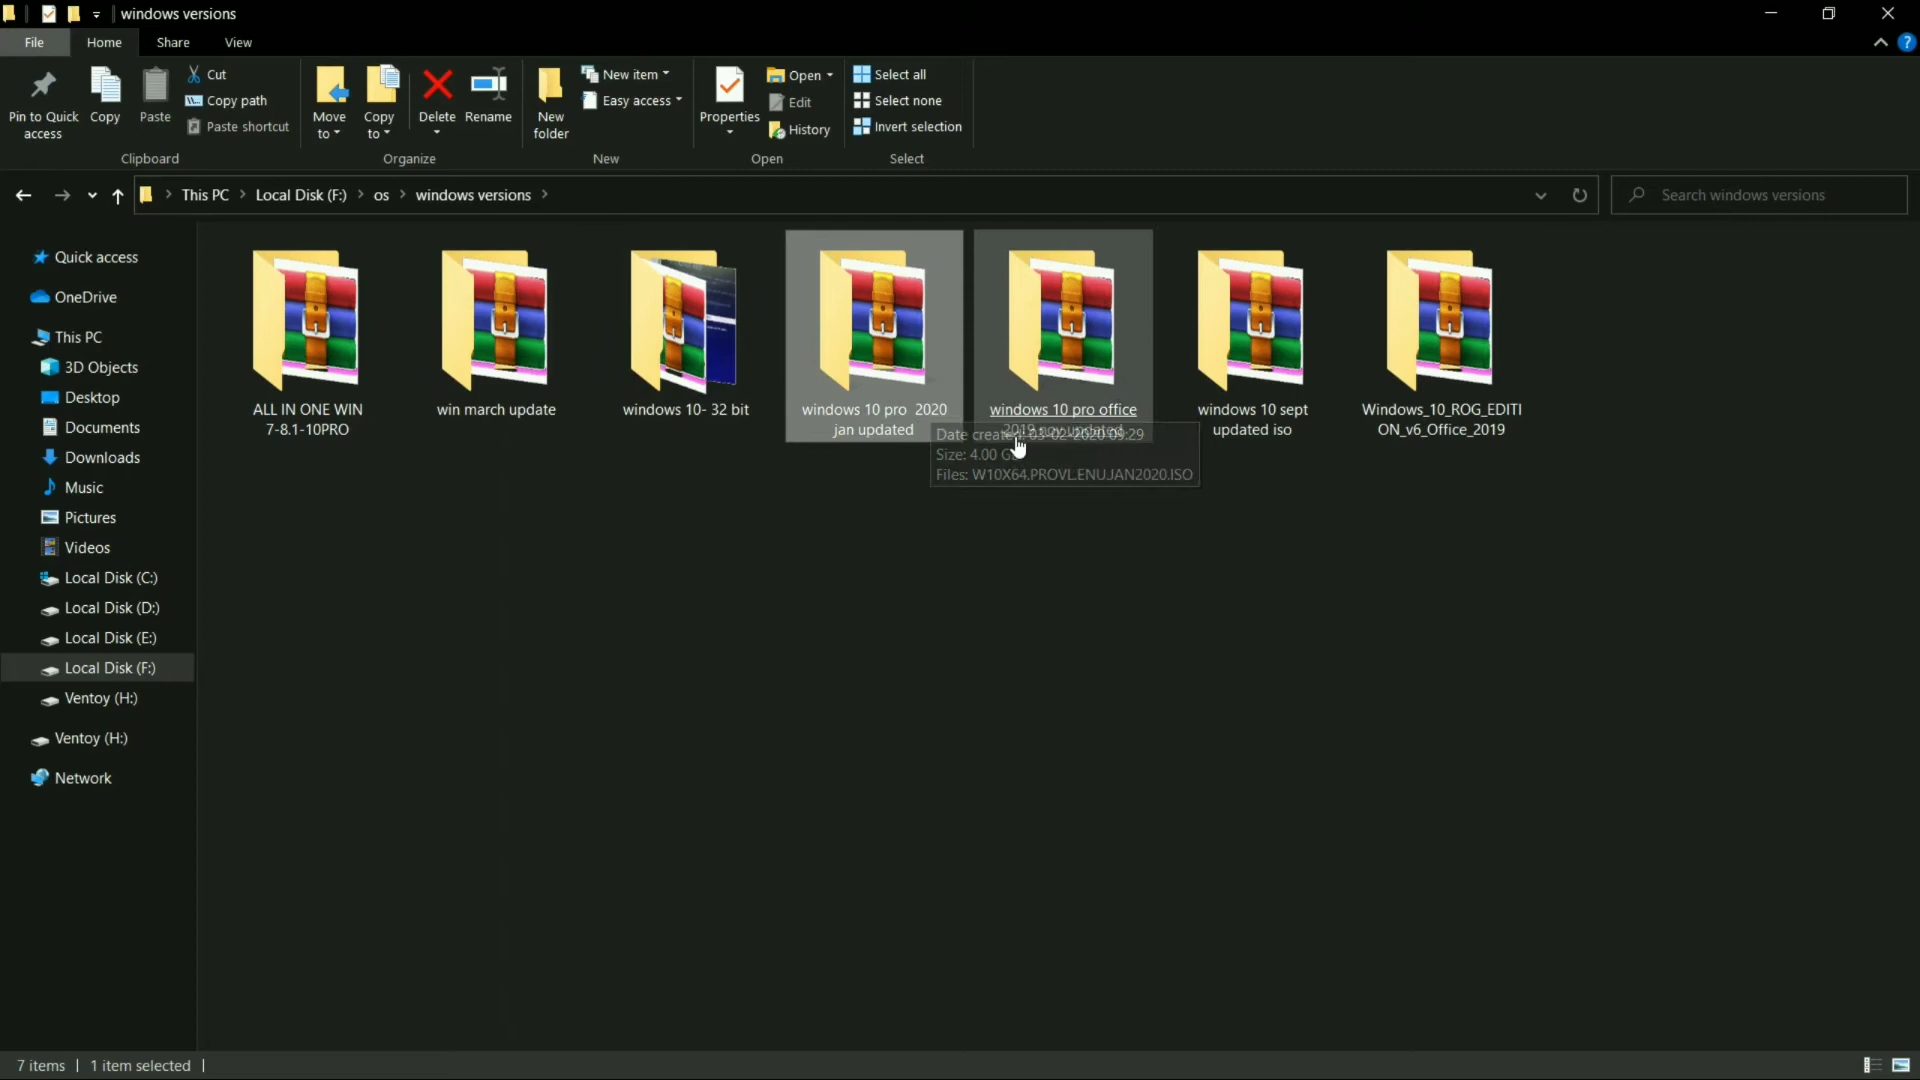 windows versions
File Home Share View
Pin to Quick access
Copy
Paste
Cut
Copy path
Paste shortcut
Clipboard
Move to
Copy to
Delete
Rename
Organize
New folder
New item
Easy access
New
Properties
Open
Edit
History
Open
Select all
Select none
Invert selection
Select
This PC > Local Disk (F:) > os > windows versions >
Search windows versions
Quick access
OneDrive
This PC
3D Objects
Desktop
Documents
Downloads
Music
Pictures
Videos
Local Disk (C:)
Local Disk (D:)
Local Disk (E:)
Local Disk (F:)
Ventoy (H:)
Ventoy (H:)
Network
ALL IN ONE WIN
7-8.1-10PRO
win march update
windows 10- 32 bit
windows 10 pro 2020
jan updated
windows 10 pro office
2019 nov updated
windows 10 sept
updated iso
Windows_10_ROG_EDITI
ON_v6_Office_2019
Date created: 03-02-2020 09:29
Size: 4.00 GB
Files: W10X64.PROVL.ENU.JAN2020.ISO
7 items
1 item selected